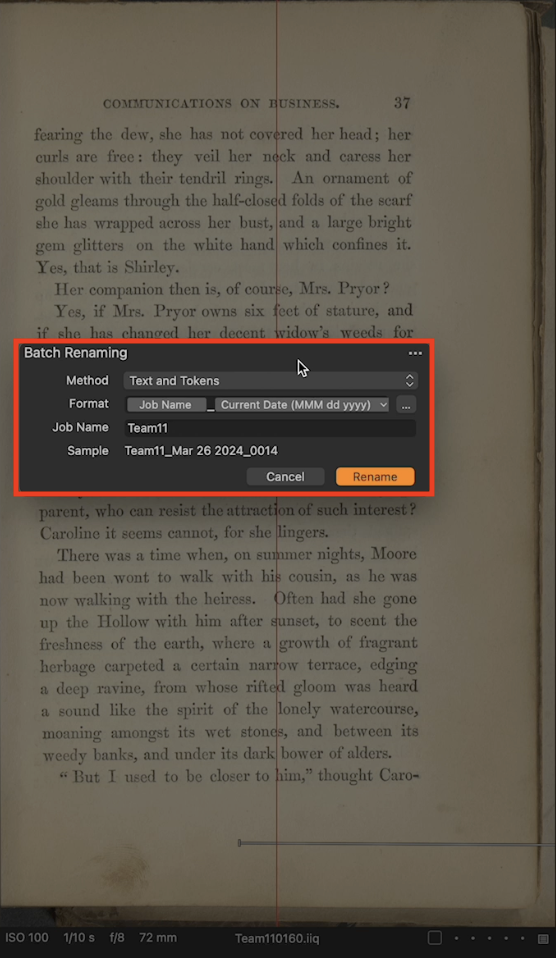 COMMUNICATIONS ON BUSINESS. 37
fearing the dew, she has not covered her head; her
curls are free: they veil her neck and caress her
shoulder with their tendril rings. An ornament of
gold gleams through the half-closed folds of the scarf
she has wrapped across her bust, and a large bright
gem glitters on the white hand which confines it.
Yes, that is Shirley.
Her companion then is, of course, Mrs. Pryor?
Yes, if Mrs. Pryor owns six feet of stature, and
if she has changed her decent widow's weeds for
Batch Renaming ...
Method Text and Tokens
Format Job Name _ Current Date (MMM dd yyyy) ...
Job Name Team11
Sample Team11_Mar 26 2024_0014
Cancel Rename
parent, who can resist the attraction of such interest?
Caroline it seems cannot, for she lingers.
There was a time when, on summer nights, Moore
had been wont to walk with his cousin, as he was
now walking with the heiress. Often had she gone
up the Hollow with him after sunset, to scent the
freshness of the earth, where a growth of fragrant
herbage carpeted a certain narrow terrace, edging
a deep ravine, from whose rifted gloom was heard
a sound like the spirit of the lonely watercourse,
moaning amongst its wet stones, and between its
weedy banks, and under its dark bower of alders.
“But I used to be closer to him,” thought Caro-
ISO 100 1/10 s f/8 72 mm Team110160.iiq